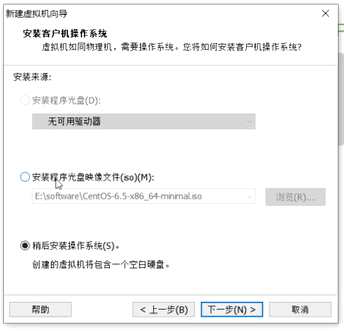 新建虚拟机向导
安装客户机操作系统
虚拟机如同物理机，需要操作系统。您将如何安装客户机操作系统?
安装来源:
安装程序光盘(D):
无可用驱动器
安装程序光盘映像文件(iso)(M):
E:\software\CentOS-6.5-x86_64-minimal.iso
浏览(R)...
稍后安装操作系统(S)。
创建的虚拟机将包含一个空白硬盘。
帮助
< 上一步(B)
下一步(N) >
取消